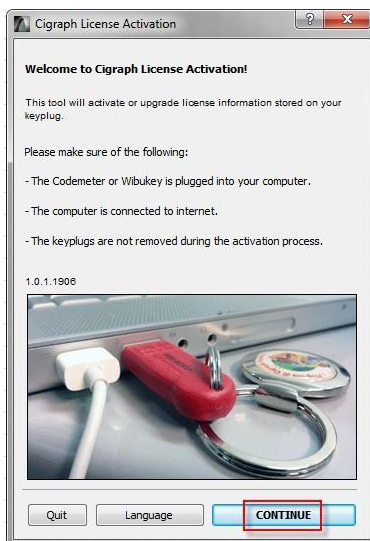 Cigraph License Activation
Welcome to Cigraph License Activation!
This tool will activate or upgrade license information stored on your
keyplug.
Please make sure of the following:
- The Codemeter or Wibukey is plugged into your computer.
- The computer is connected to internet.
- The keyplugs are not removed during the activation process.
1.0.1.1906
Quit
Language
CONTINUE